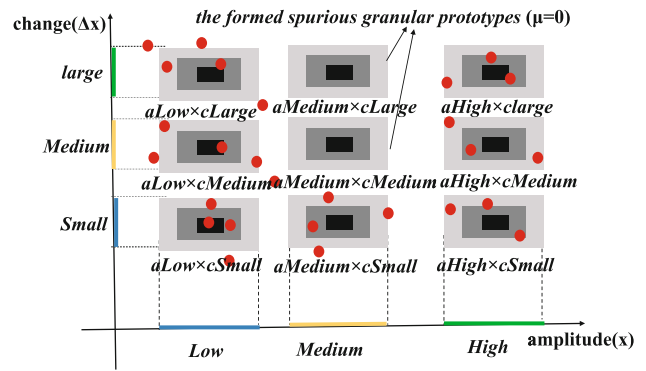 the formed spurious granular prototypes (μ=0)
change(Δx)
large
aLow×cLarge
aMedium×cLarge
aHigh×clarge
Medium
aLow×cMedium
aMedium×cMedium
aHigh×cMedium
Small
aLow×cSmall
aMedium×cSmall
aHigh×cSmall
amplitude(x)
Low
Medium
High